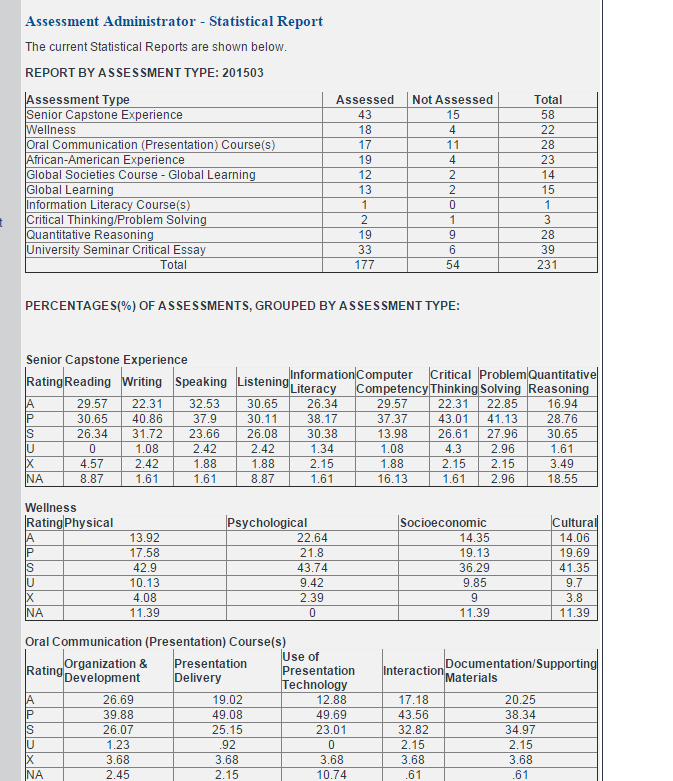 Assessment Administrator - Statistical Report
The current Statistical Reports are shown below.
REPORT BY ASSESSMENT TYPE: 201503
Assessment Type Assessed Not Assessed Total
Senior Capstone Experience 43 15 58
Wellness 18 4 22
Oral Communication (Presentation) Course(s) 17 11 28
African-American Experience 19 4 23
Global Societies Course - Global Learning 12 2 14
Global Learning 13 2 15
Information Literacy Course(s) 1 0 1
Critical Thinking/Problem Solving 2 1 3
t
Quantitative Reasoning 19 9 28
University Seminar Critical Essay 33 6 39
Total 177 54 231
PERCENTAGES(%) OF ASSESSMENTS, GROUPED BY ASSESSMENT TYPE:
Senior Capstone Experience
Rating Reading Writing Speaking Listening Information Literacy Computer Competency Critical Thinking Problem Solving Quantitative Reasoning
A 29.57 22.31 32.53 30.65 26.34 29.57 22.31 22.85 16.94
P 30.65 40.86 37.9 30.11 38.17 37.37 43.01 41.13 28.76
S 26.34 31.72 23.66 26.08 30.38 13.98 26.61 27.96 30.65
U 0 1.08 2.42 2.42 1.34 1.08 4.3 2.96 1.61
X 4.57 2.42 1.88 1.88 2.15 1.88 2.15 2.15 3.49
NA 8.87 1.61 1.61 8.87 1.61 16.13 1.61 2.96 18.55
Wellness
Rating Physical Psychological Socioeconomic Cultural
A 13.92 22.64 14.35 14.06
P 17.58 21.8 19.13 19.69
S 42.9 43.74 36.29 41.35
U 10.13 9.42 9.85 9.7
X 4.08 2.39 9 3.8
NA 11.39 0 11.39 11.39
Oral Communication (Presentation) Course(s)
Rating Organization & Development Presentation Delivery Use of Presentation Technology Interaction Documentation/Supporting Materials
A 26.69 19.02 12.88 17.18 20.25
P 39.88 49.08 49.69 43.56 38.34
S 26.07 25.15 23.01 32.82 34.97
U 1.23 .92 0 2.15 2.15
X 3.68 3.68 3.68 3.68 3.68
NA 2.45 2.15 10.74 .61 .61